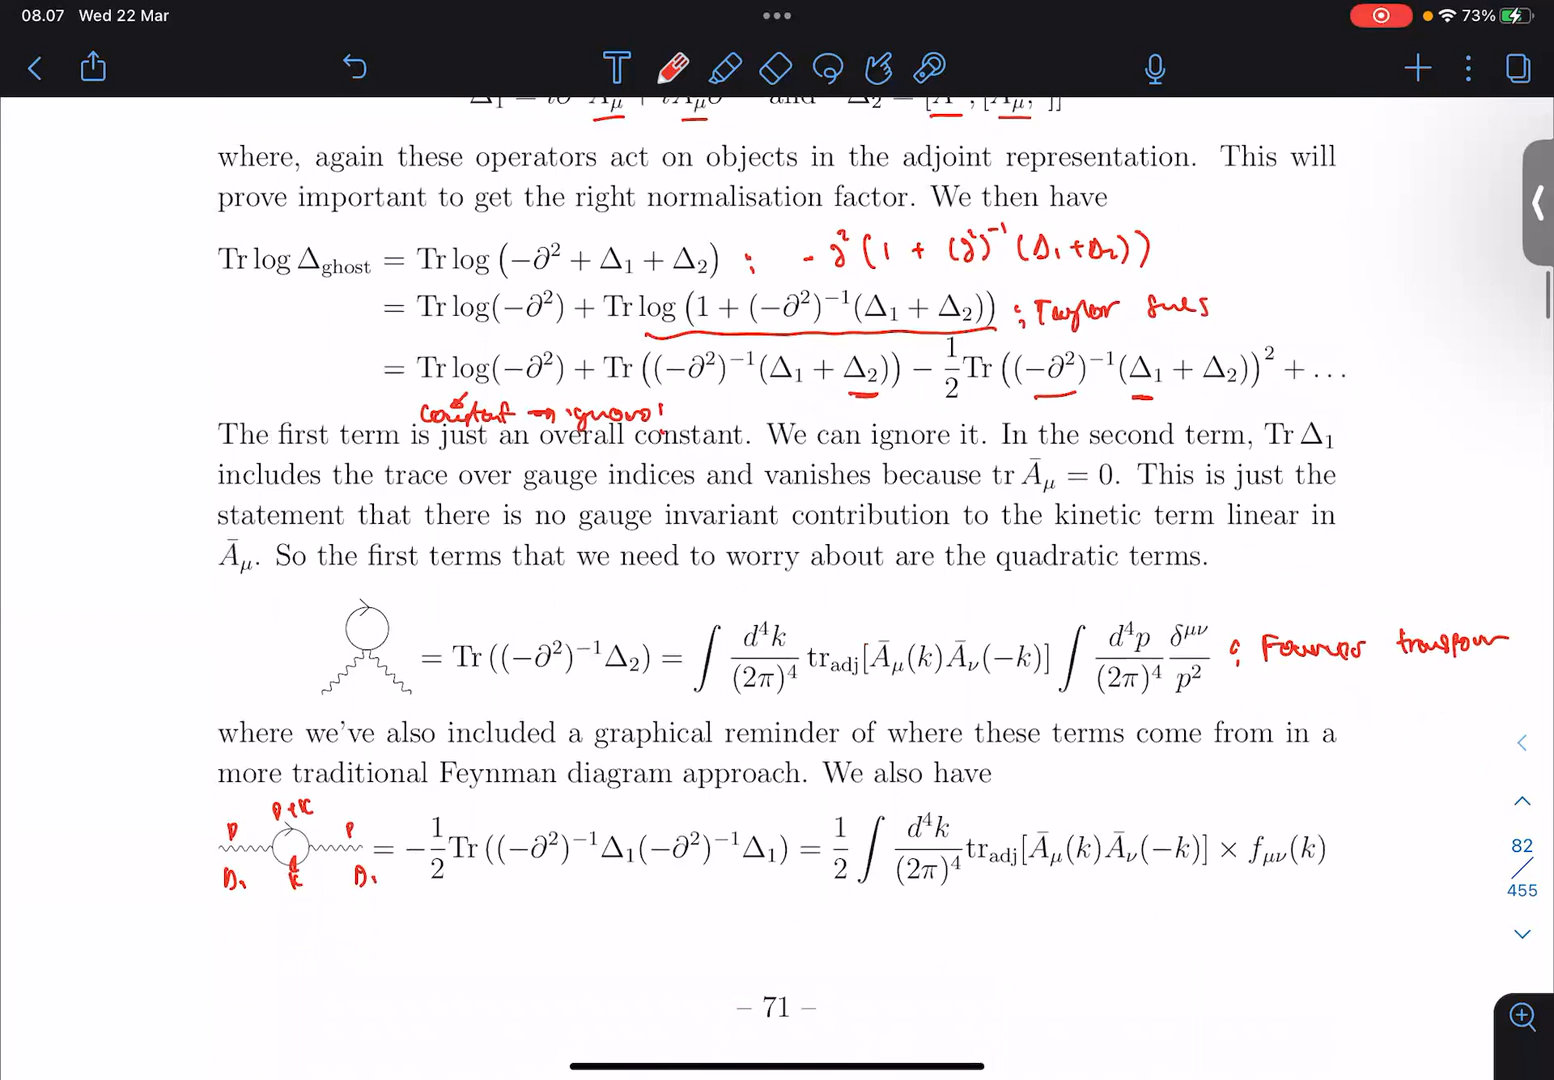 08.07 Wed 22 Mar
73%
Δ₁ = i∂^μ Ā_μ + iĀ_μ∂^μ and Δ₂ = [Ā^μ, [Ā_μ, ·]]
where, again these operators act on objects in the adjoint representation. This will
prove important to get the right normalisation factor. We then have
Tr log Δ_ghost = Tr log (−∂² + Δ₁ + Δ₂) ; - ∂² (1 + (∂²)⁻¹ (Δ₁+Δ₂))
= Tr log(−∂²) + Tr log (1 + (−∂²)⁻¹(Δ₁ + Δ₂)) ; Taylor
= Tr log(−∂²) + Tr ((−∂²)⁻¹(Δ₁ + Δ₂)) − 1/2 Tr ((−∂²)⁻¹(Δ₁ + Δ₂))² + …
constant → ignore!
The first term is just an overall constant. We can ignore it. In the second term, Tr Δ₁
includes the trace over gauge indices and vanishes because tr Ā_μ = 0. This is just the
statement that there is no gauge invariant contribution to the kinetic term linear in
Ā_μ. So the first terms that we need to worry about are the quadratic terms.
= Tr ((−∂²)⁻¹Δ₂) = ∫ d⁴k/(2π)⁴ tr_adj[Ā_μ(k)Ā_ν(−k)] ∫ d⁴p/(2π)⁴ δ^μν/p² ; Fourier transform
where we've also included a graphical reminder of where these terms come from in a
more traditional Feynman diagram approach. We also have
p+k
p p
= −1/2 Tr ((−∂²)⁻¹Δ₁(−∂²)⁻¹Δ₁) = 1/2 ∫ d⁴k/(2π)⁴ tr_adj[Ā_μ(k)Ā_ν(−k)] × f_μν(k)
Δ₁ k Δ₁
82
455
– 71 –